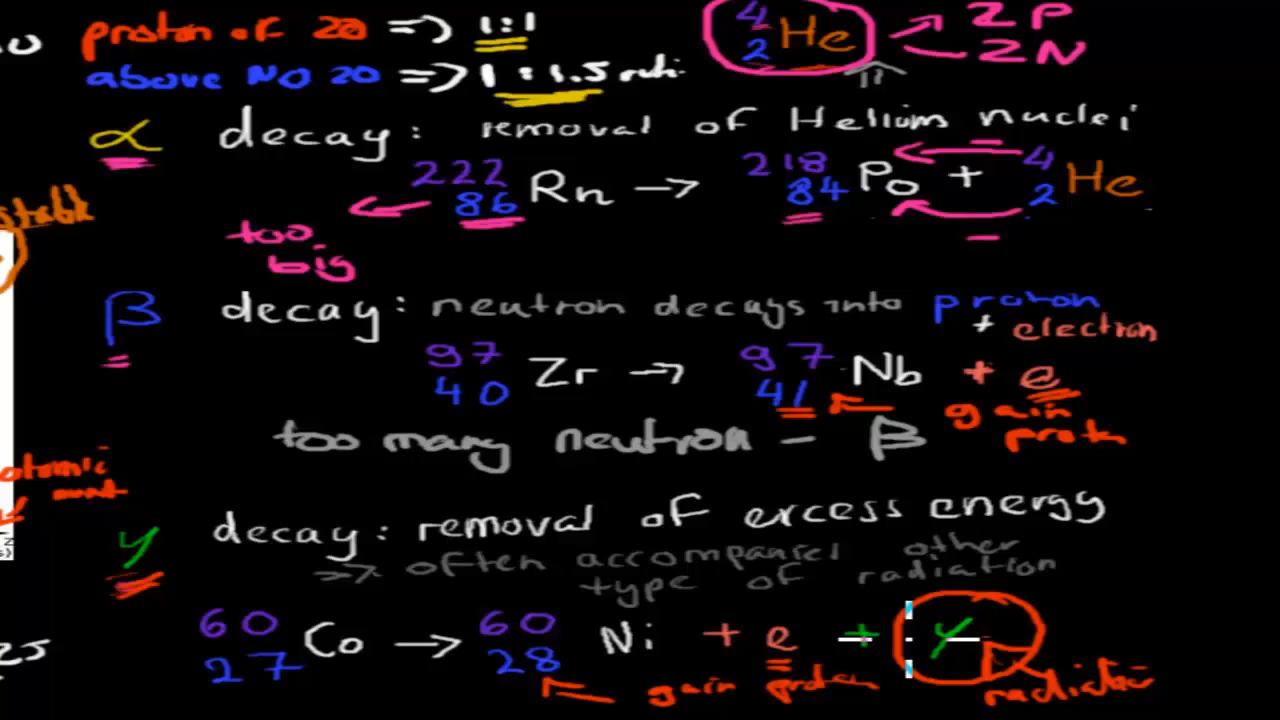 proton of 20 => 1:1
above NO 20 => 1:1.5 rati
4 2 He 2P
2N
α decay: removal of Helium nuclei
222 86 Rn → 218 84 Po + 4 2 He
stable
too
big
β decay: neutron decays into proton
+ electron
97 40 Zr → 97 41 Nb + e
gain
protn
too many neutron - β
atomic
γ decay: removal of excess energy
=> often accompanied other
type of radiation
60 27 Co → 60 28 Ni + e + γ
gain proton
radiation
25